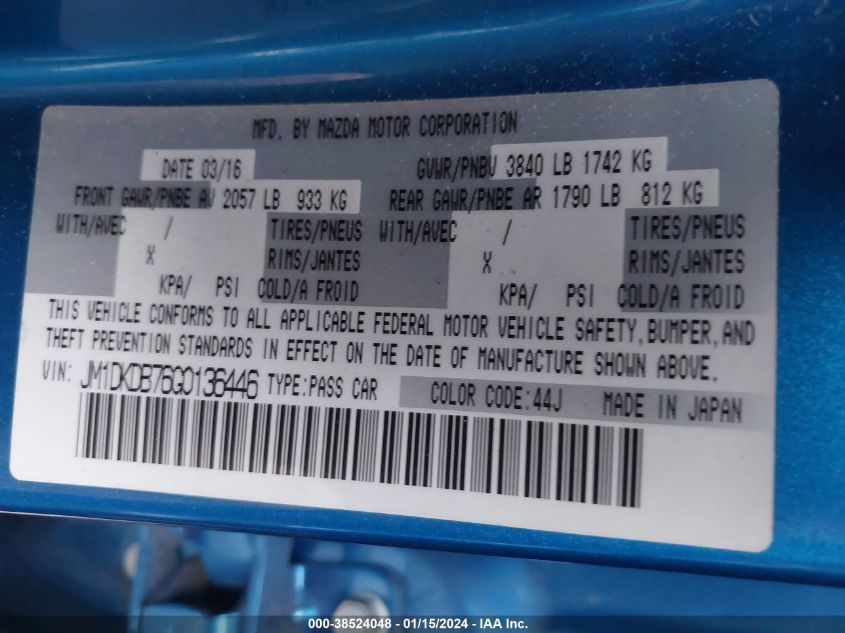 MFD. BY MAZDA MOTOR CORPORATION
DATE 03/16 GVWR/PNBV 3840 LB 1742 KG
FRONT GAWR/PNBE AV 2057 LB 933 KG REAR GAWR/PNBE AR 1790 LB 812 KG
WITH/AVEC / TIRES/PNEUS WITH/AVEC / TIRES/PNEUS
X RIMS/JANTES X RIMS/JANTES
KPA/ PSI COLD/A FROID KPA/ PSI COLD/A FROID
THIS VEHICLE CONFORMS TO ALL APPLICABLE FEDERAL MOTOR VEHICLE SAFETY, BUMPER, AND
THEFT PREVENTION STANDARDS IN EFFECT ON THE DATE OF MANUFACTURE SHOWN ABOVE.
VIN: JM1DKDB76G0136446 TYPE:PASS CAR COLOR CODE:44J MADE IN JAPAN
000-38524048 - 01/15/2024 - IAA Inc.